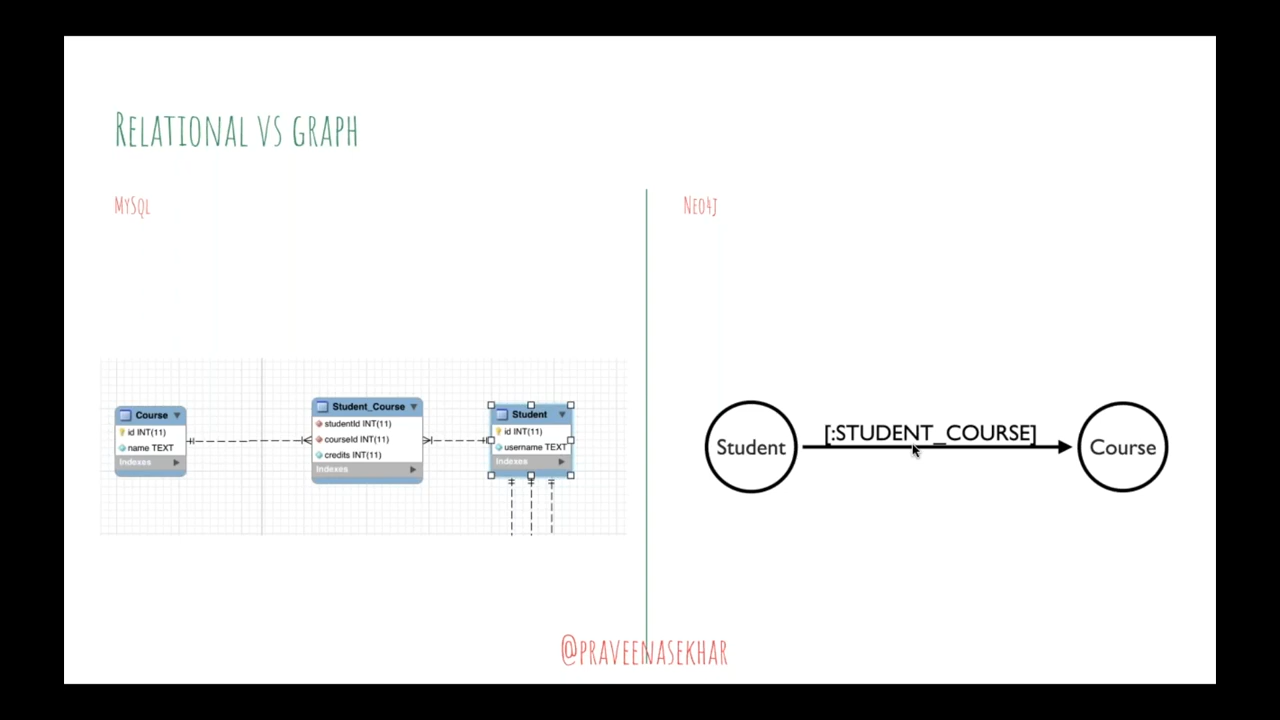 RELATIONAL VS GRAPH
MYSQL
Course
id INT(11)
name TEXT
Indexes
Student_Course
studentId INT(11)
courseId INT(11)
credits INT(11)
Indexes
Student
id INT(11)
username TEXT
Indexes
NEO4J
Student
[:STUDENT_COURSE]
Course
@PRAVEENASEKHAR